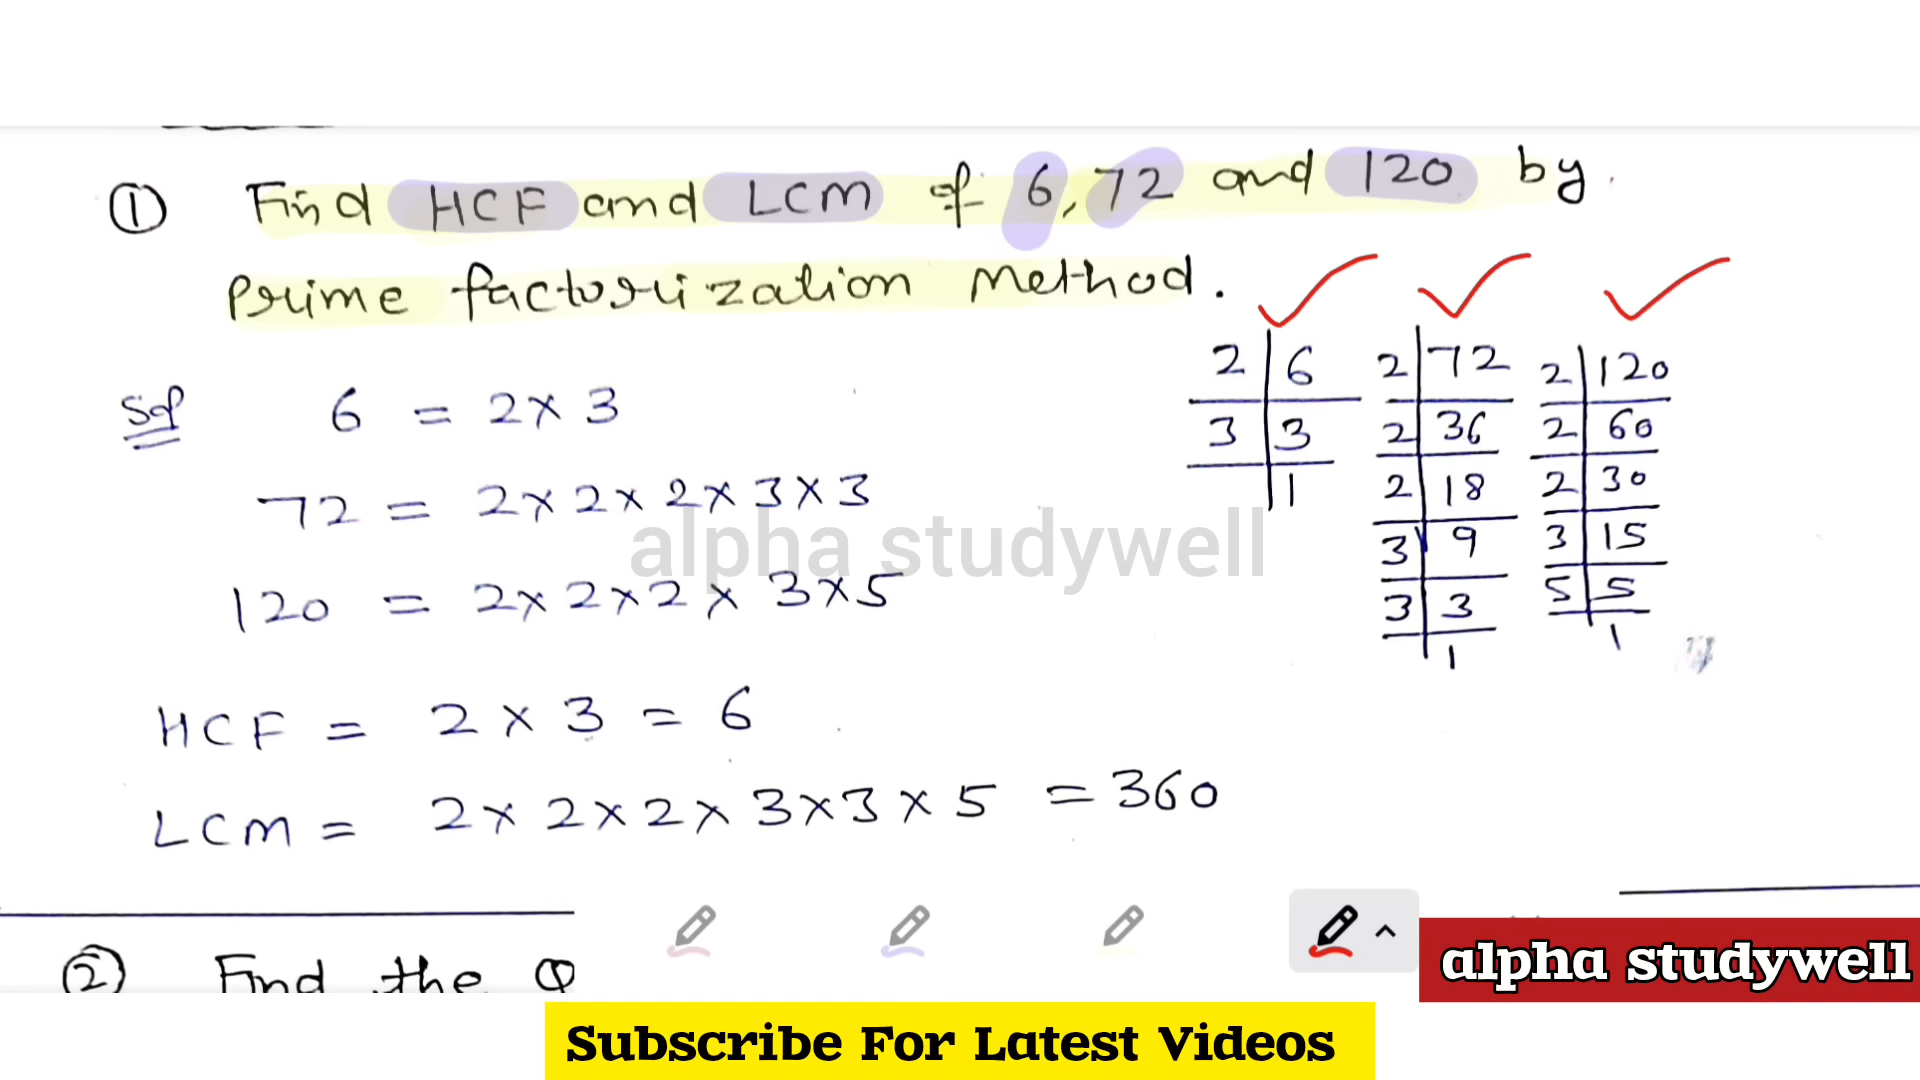 ① Find HCF and LCM of 6, 72 and 120 by
prime factorization Method.
Sol 6 = 2 × 3
72 = 2 × 2 × 2 × 3 × 3
120 = 2 × 2 × 2 × 3 × 5
HCF = 2 × 3 = 6
LCM = 2 × 2 × 2 × 3 × 3 × 5 = 360
2 | 6
3 | 3
| 1
2 | 72
2 | 36
2 | 18
3 | 9
3 | 3
| 1
2 | 120
2 | 60
2 | 30
3 | 15
5 | 5
1
alpha studywell
② Find the
alpha studywell
Subscribe For Latest Videos